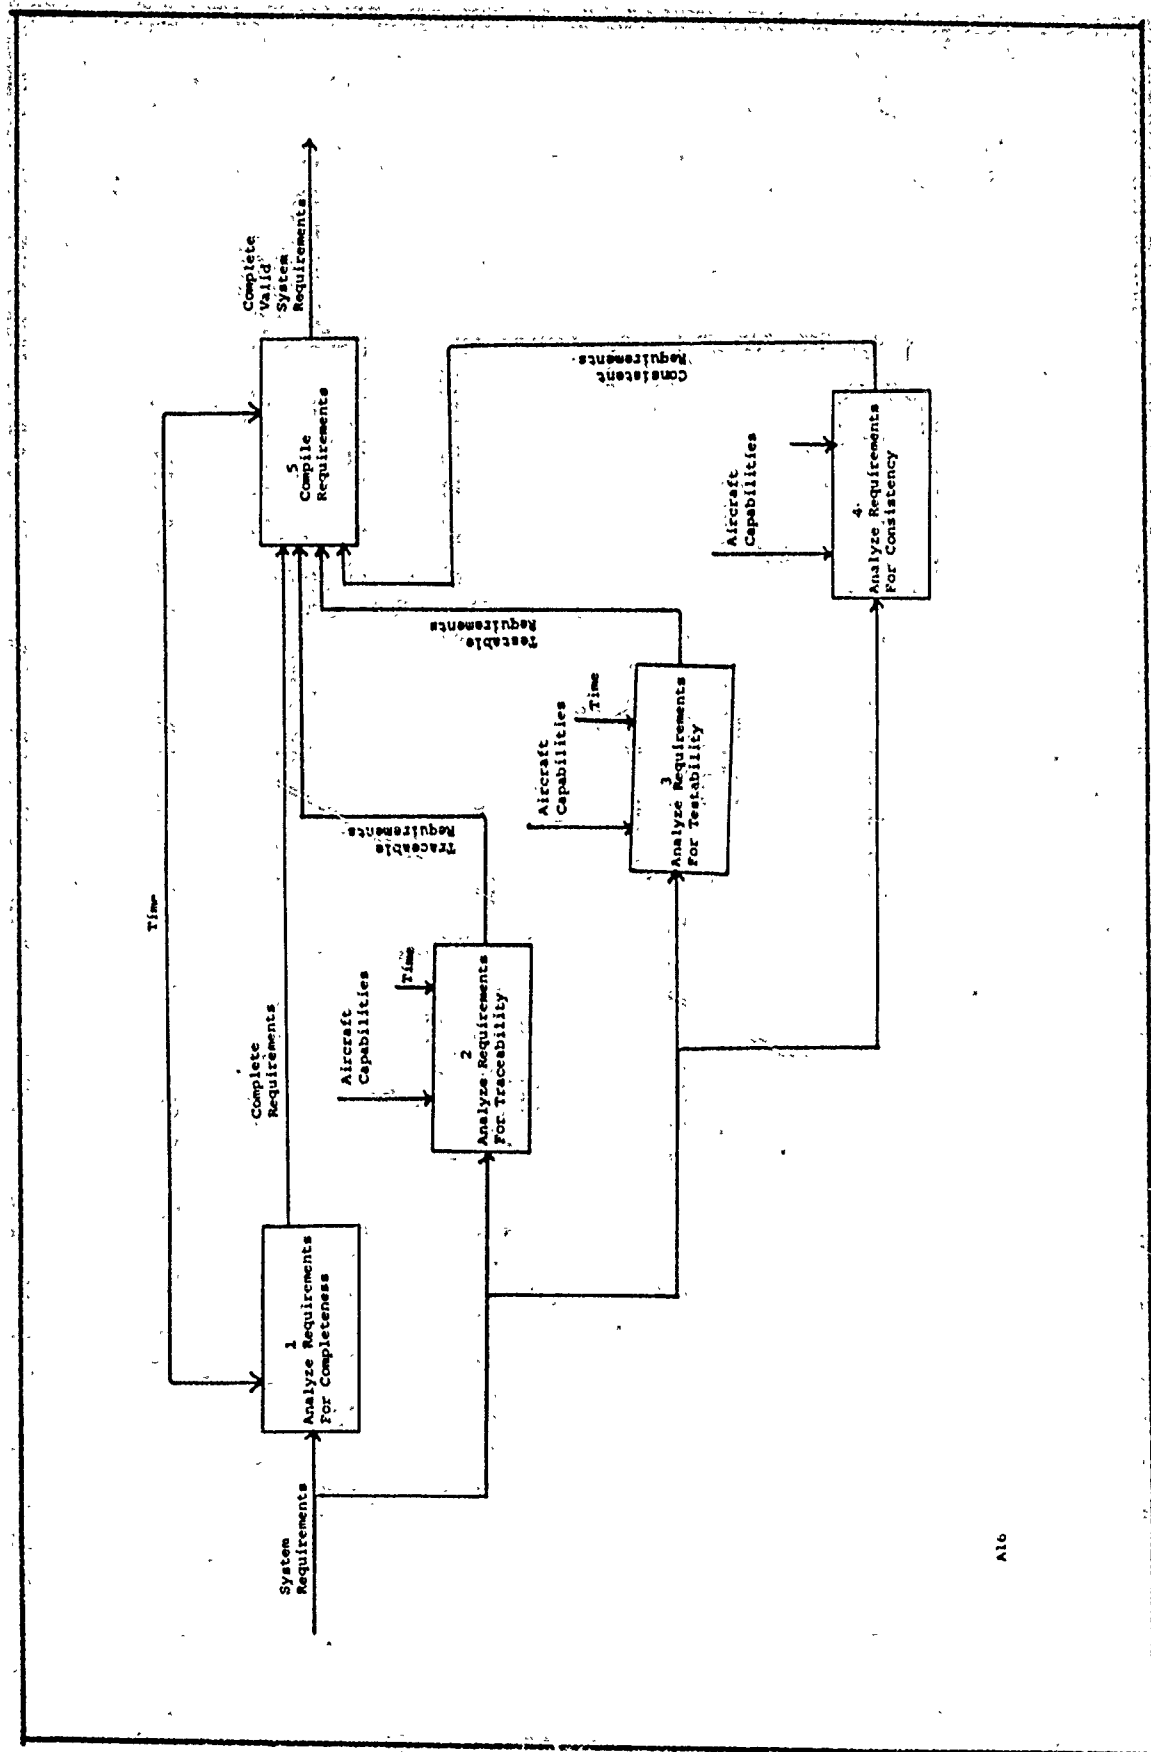 Time
System
Requirements
1
Analyze Requirements
For Completeness
Complete
Requirements
Aircraft
Capabilities
Time
2
Analyze Requirements
For Traceability
Traceable
Requirements
Aircraft
Capabilities
Time
3
Analyze Requirements
For Testability
Testable
Requirements
Aircraft
Capabilities
4
Analyze Requirements
For Consistency
Consistent
Requirements
5
Compile
Requirements
Complete
Valid
System
Requirements
A16